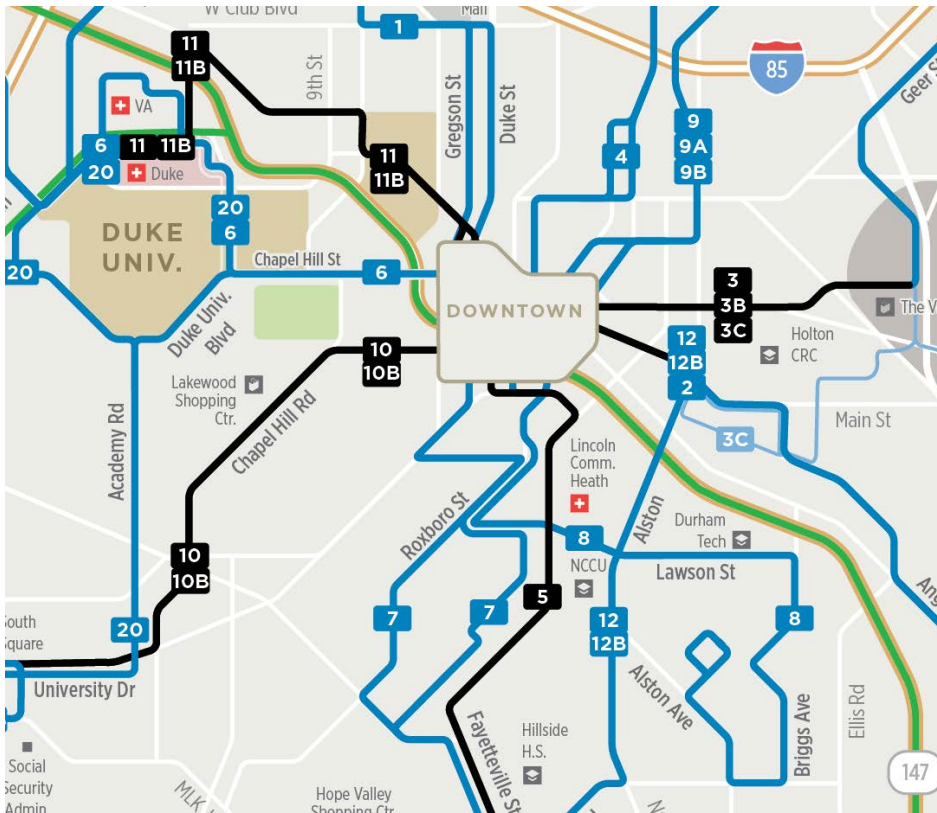 W Club Blvd
Mall
1
11
11B
9th St
Gregson St
Duke St
85
Geer St
VA
6
20
11
11B
Duke
4
9
9A
9B
11
11B
20
6
DUKE
UNIV.
20
Chapel Hill St
6
Duke Univ.
Blvd
DOWNTOWN
3
3B
3C
The V
Holton
CRC
12
12B
2
10
10B
Lakewood
Shopping
Ctr.
Chapel Hill Rd
Academy Rd
Main St
3C
Lincoln
Comm.
Heath
Alston
Roxboro St
Durham
Tech
8
NCCU
Lawson St
10
10B
5
7
7
12
12B
8
Ang
20
South
Square
University Dr
Alston Ave
Briggs Ave
Ellis Rd
Fayetteville St
Hillside
H.S.
147
Social
Security
Admin
MLK
Hope Valley
Shopping Ctr.
N